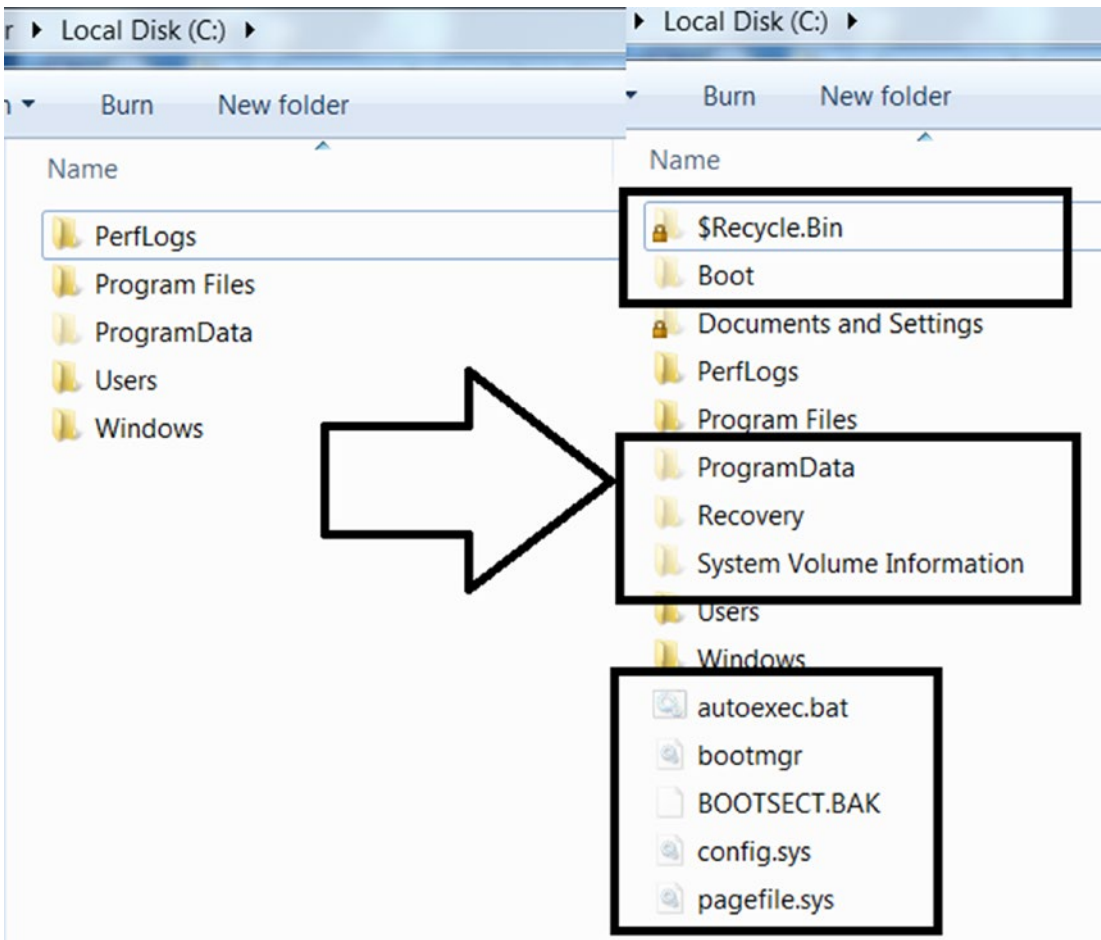 r ▸ Local Disk (C:) ▸
Burn New folder
Name
PerfLogs
Program Files
ProgramData
Users
Windows
▸ Local Disk (C:) ▸
Burn New folder
Name
$Recycle.Bin
Boot
Documents and Settings
PerfLogs
Program Files
ProgramData
Recovery
System Volume Information
Users
Windows
autoexec.bat
bootmgr
BOOTSECT.BAK
config.sys
pagefile.sys